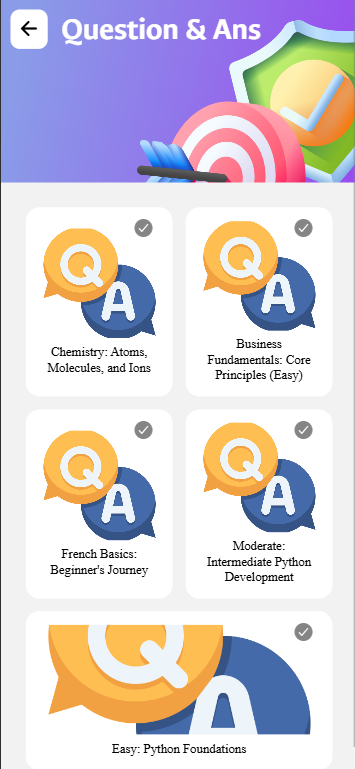 Question & Ans
Q
A
Chemistry: Atoms,
Molecules, and Ions
Q
A
Business
Fundamentals: Core
Principles (Easy)
Q
A
French Basics:
Beginner's Journey
Q
A
Moderate:
Intermediate Python
Development
Q
A
Easy: Python Foundations